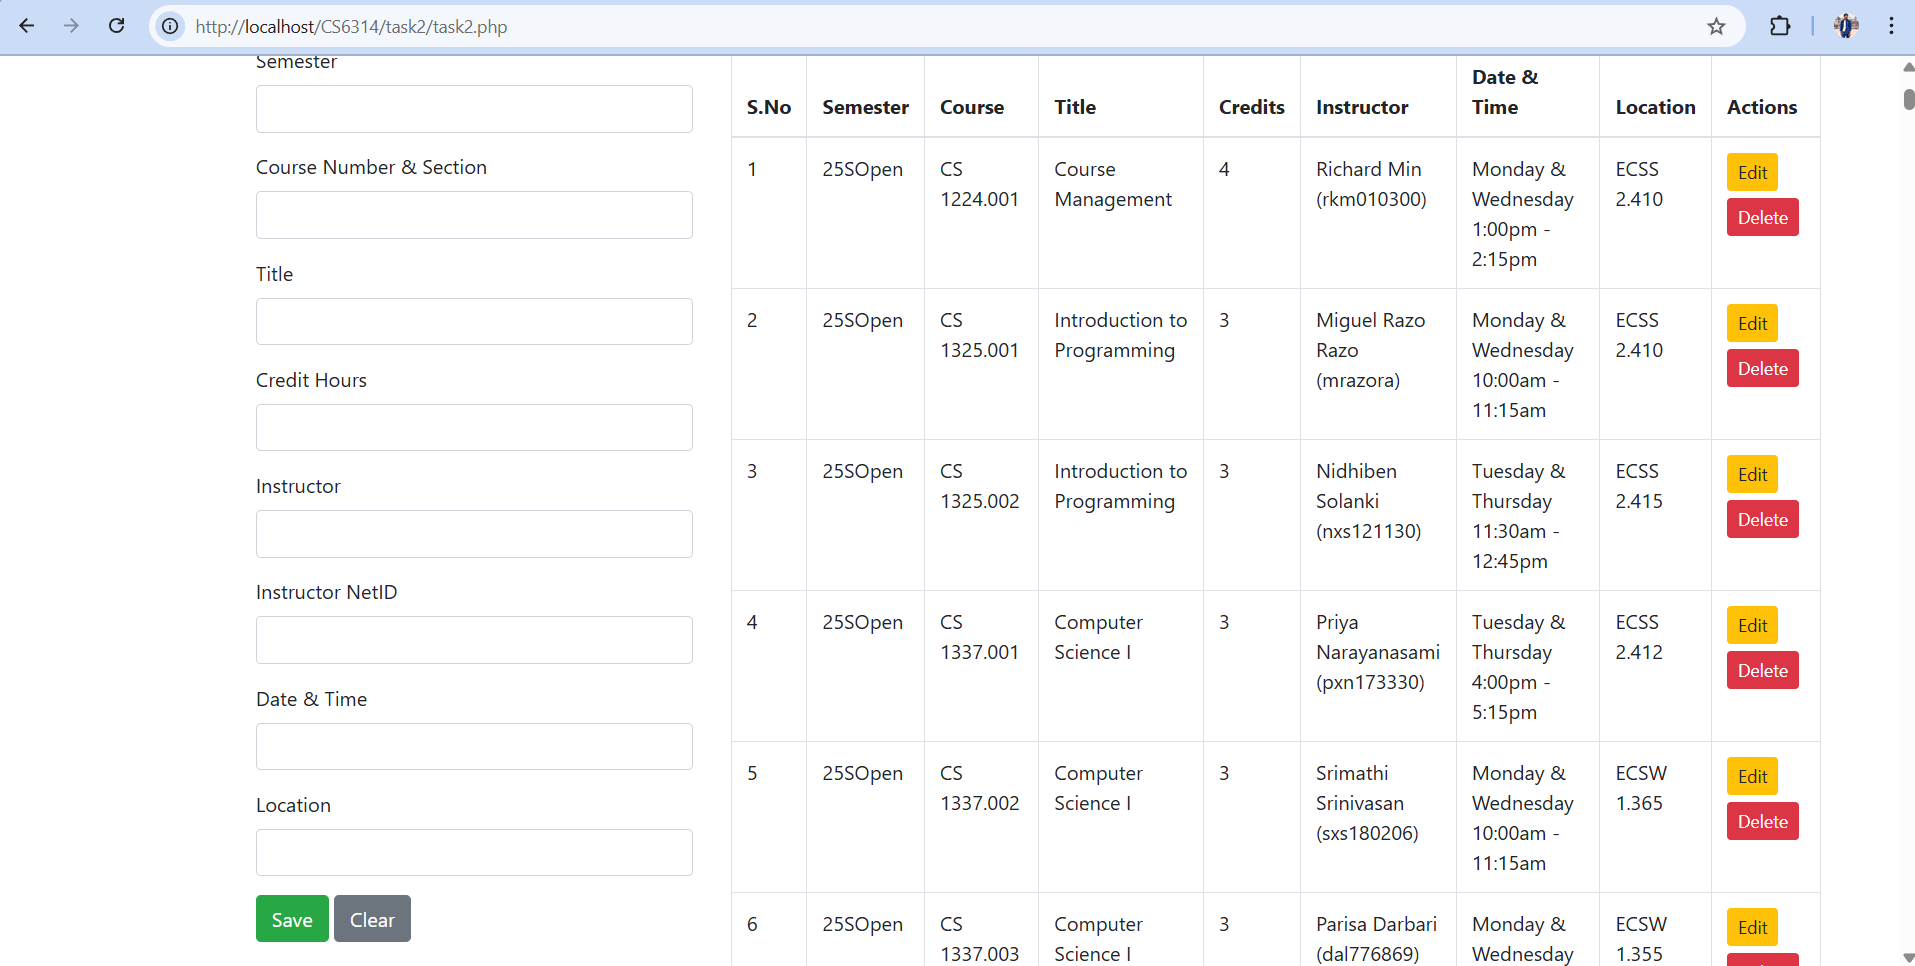 http://localhost/CS6314/task2/task2.php
Semester
Course Number & Section
Title
Credit Hours
Instructor
Instructor NetID
Date & Time
Location
Save Clear
S.No Semester Course Title Credits Instructor Date & Time Location Actions
1 25SOpen CS Course 4 Richard Min Monday & ECSS Edit
1224.001 Management (rkm010300) Wednesday 2.410 Delete
1:00pm -
2:15pm
2 25SOpen CS Introduction to 3 Miguel Razo Monday & ECSS Edit
1325.001 Programming Razo Wednesday 2.410 Delete
(mrazora) 10:00am -
11:15am
3 25SOpen CS Introduction to 3 Nidhiben Tuesday & ECSS Edit
1325.002 Programming Solanki Thursday 2.415 Delete
(nxs121130) 11:30am -
12:45pm
4 25SOpen CS Computer 3 Priya Tuesday & ECSS Edit
1337.001 Science I Narayanasami Thursday 2.412 Delete
(pxn173330) 4:00pm -
5:15pm
5 25SOpen CS Computer 3 Srimathi Monday & ECSW Edit
1337.002 Science I Srinivasan Wednesday 1.365 Delete
(sxs180206) 10:00am -
11:15am
6 25SOpen CS Computer 3 Parisa Darbari Monday & ECSW Edit
1337.003 Science I (dal776869) Wednesday 1.355